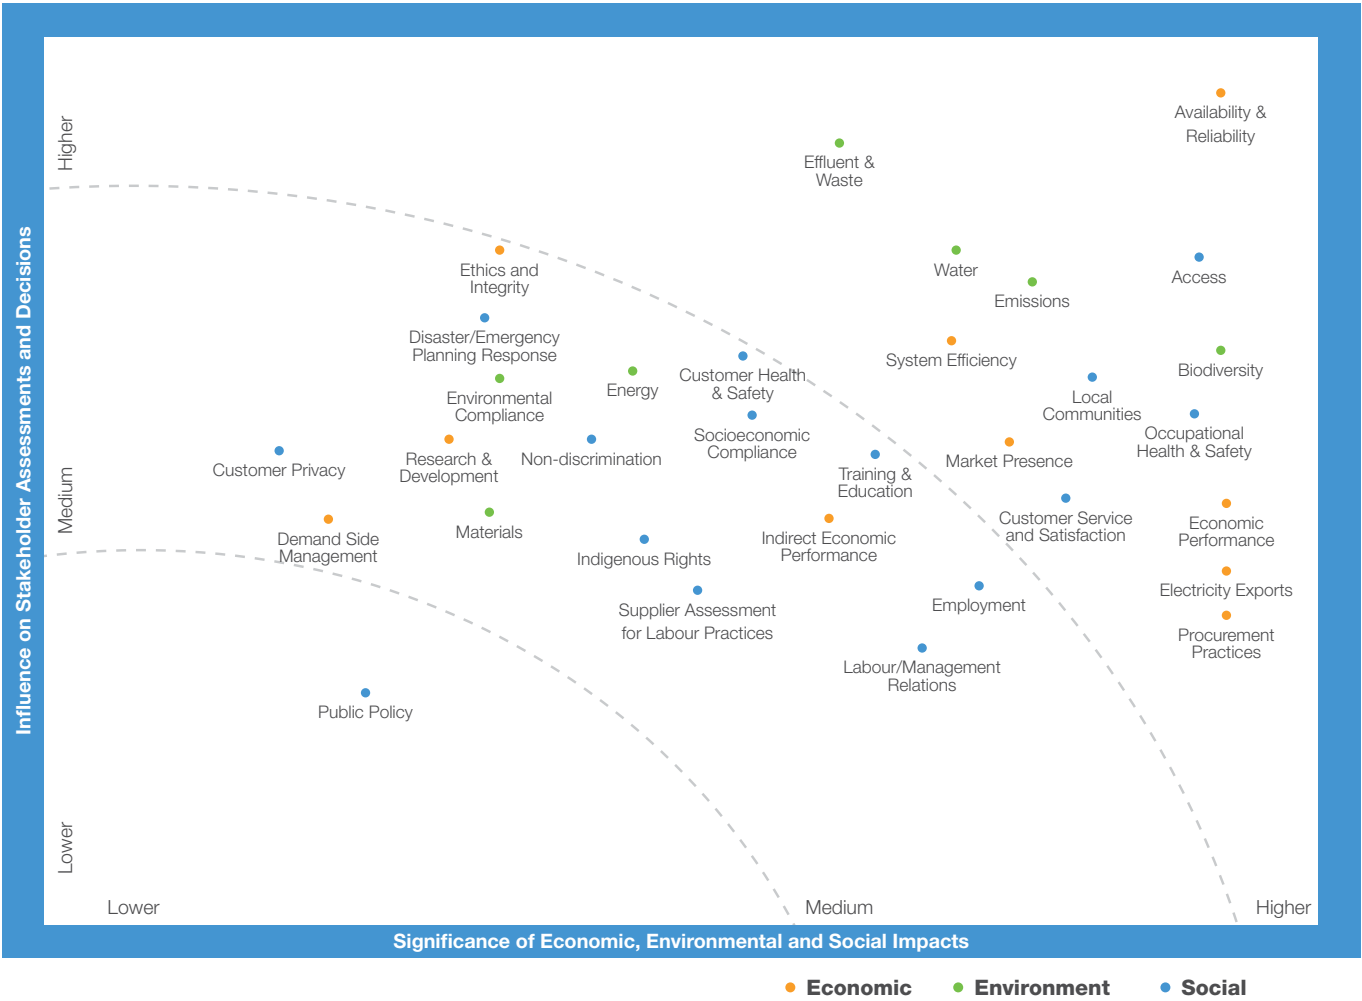 Availability &
Reliability
Higher
Effluent &
Waste
Ethics and
Integrity
Water
Access
Emissions
Disaster/Emergency
Planning Response
System Efficiency
Biodiversity
Customer Health
& Safety
Energy
Environmental
Compliance
Local
Communities
Socioeconomic
Compliance
Occupational
Health & Safety
Customer Privacy
Research &
Development
Non-discrimination
Training &
Education
Market Presence
Medium
Materials
Demand Side
Management
Indigenous Rights
Indirect Economic
Performance
Customer Service
and Satisfaction
Economic
Performance
Supplier Assessment
for Labour Practices
Employment
Electricity Exports
Procurement
Practices
Labour/Management
Relations
Public Policy
Lower
Influence on Stakeholder Assessments and Decisions
Lower
Medium
Higher
Significance of Economic, Environmental and Social Impacts
Economic
Environment
Social